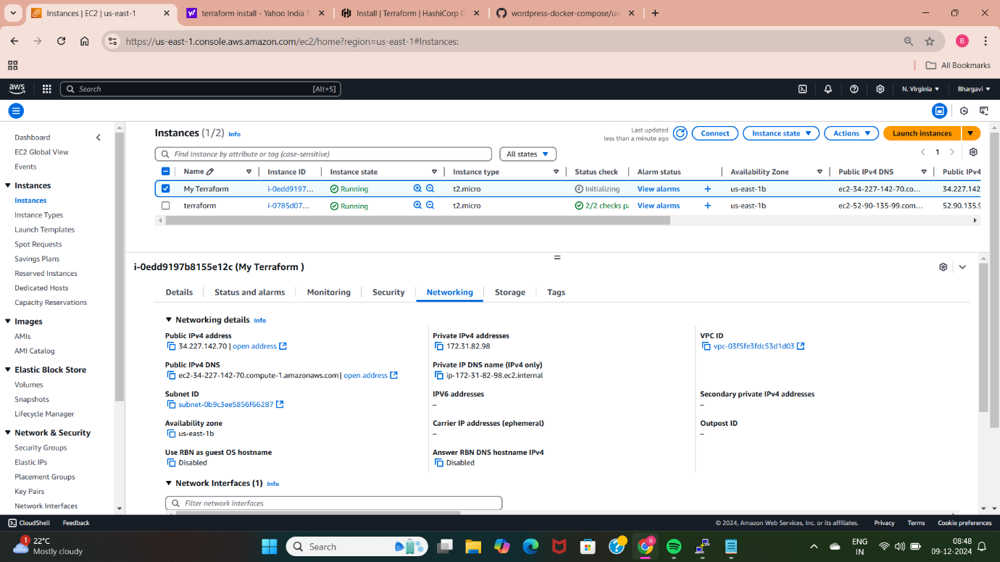 Instances | EC2 | us-east-1
terraform install - Yahoo India S
Install | Terraform | HashiCorp D
wordpress-docker-compose/use
https://us-east-1.console.aws.amazon.com/ec2/home?region=us-east-1#Instances:
B
All Bookmarks
aws
Search
[Alt+S]
N. Virginia
Bhargavi
Dashboard
EC2 Global View
Events
Instances
Instances
Instance Types
Launch Templates
Spot Requests
Savings Plans
Reserved Instances
Dedicated Hosts
Capacity Reservations
Images
AMIs
AMI Catalog
Elastic Block Store
Volumes
Snapshots
Lifecycle Manager
Network & Security
Security Groups
Elastic IPs
Placement Groups
Key Pairs
Network Interfaces
Instances (1/2) Info
Last updated
less than a minute ago
Connect
Instance state
Actions
Launch instances
Find Instance by attribute or tag (case-sensitive)
All states
1
Name Instance ID Instance state Instance type Status check Alarm status Availability Zone Public IPv4 DNS Public IPv4
My Terraform i-0edd9197... Running t2.micro Initializing View alarms + us-east-1b ec2-34-227-142-70.co... 34.227.142
terraform i-0785d07... Running t2.micro 2/2 checks pa View alarms + us-east-1b ec2-52-90-135-99.com... 52.90.135.9
i-0edd9197b8155e12c (My Terraform )
Details
Status and alarms
Monitoring
Security
Networking
Storage
Tags
Networking details Info
Public IPv4 address
34.227.142.70 | open address
Private IPv4 addresses
172.31.82.98
VPC ID
vpc-03f5fe3fdc53d1d03
Public IPv4 DNS
ec2-34-227-142-70.compute-1.amazonaws.com | open address
Private IP DNS name (IPv4 only)
ip-172-31-82-98.ec2.internal
Subnet ID
subnet-0b9c3ee5856f66287
IPV6 addresses
–
Secondary private IPv4 addresses
–
Availability zone
us-east-1b
Carrier IP addresses (ephemeral)
–
Outpost ID
–
Use RBN as guest OS hostname
Disabled
Answer RBN DNS hostname IPv4
Disabled
Network Interfaces (1) Info
Filter network interfaces
CloudShell
Feedback
© 2024, Amazon Web Services, Inc. or its affiliates.
Privacy
Terms
Cookie preferences
1
22°C
Mostly cloudy
Search
B
ENG
IN
08:48
09-12-2024